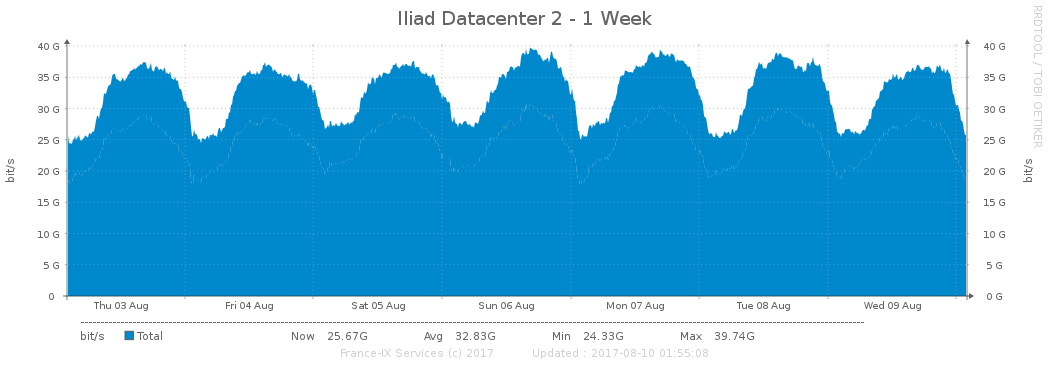 Iliad Datacenter 2 - 1 Week
RRDTOOL / TOBI OETIKER
40 G 40 G
35 G 35 G
30 G 30 G
25 G 25 G
20 G 20 G
15 G 15 G
10 G 10 G
5 G 5 G
0 0 G
bit/s bit/s
Thu 03 Aug Fri 04 Aug Sat 05 Aug Sun 06 Aug Mon 07 Aug Tue 08 Aug Wed 09 Aug
bit/s Total Now 25.67G Avg 32.83G Min 24.33G Max 39.74G
France-IX Services (c) 2017 Updated : 2017-08-10 01:55:08